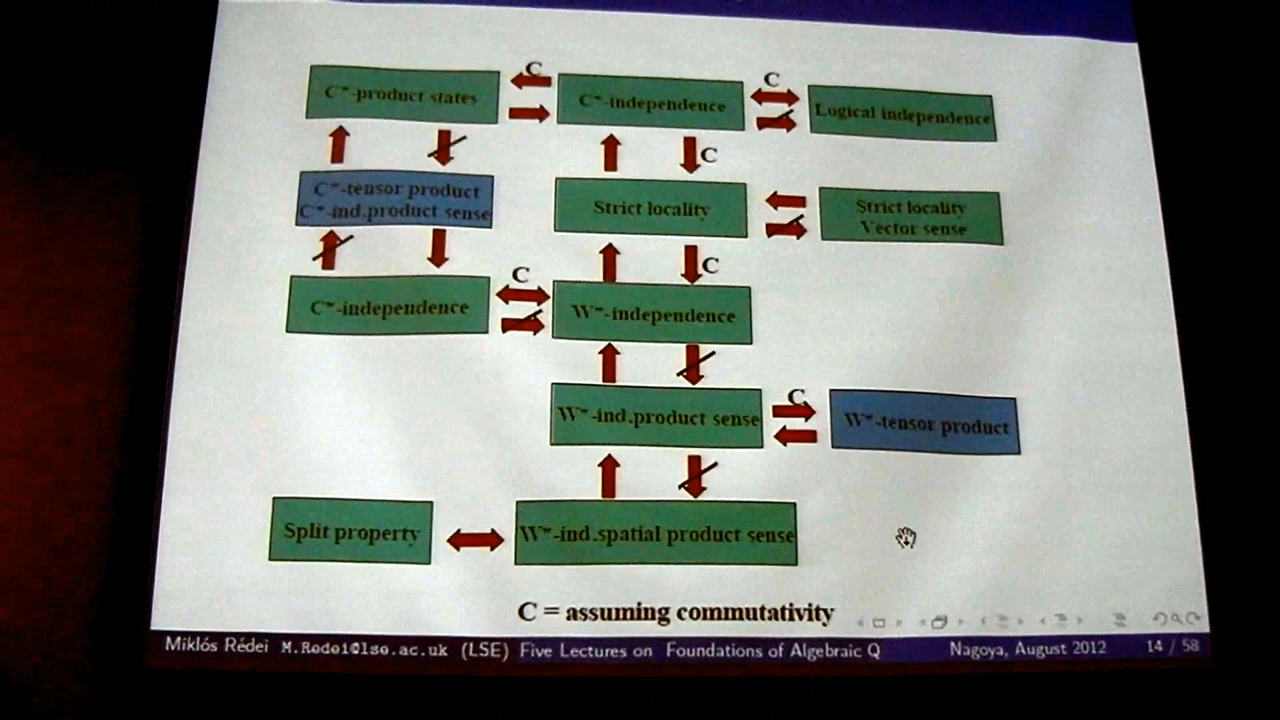 C*-product states
C
C*-independence
C
Logical independence
C*-tensor product
C*-ind.product sense
C
Strict locality
Strict locality
Vector sense
C
C*-independence
C
W*-independence
W*-ind.product sense
C
W*-tensor product
Split property
W*-ind.spatial product sense
C = assuming commutativity
Miklós Rédei M.Redei@lse.ac.uk (LSE) Five Lectures on Foundations of Algebraic Q Nagoya, August 2012 14 / 58